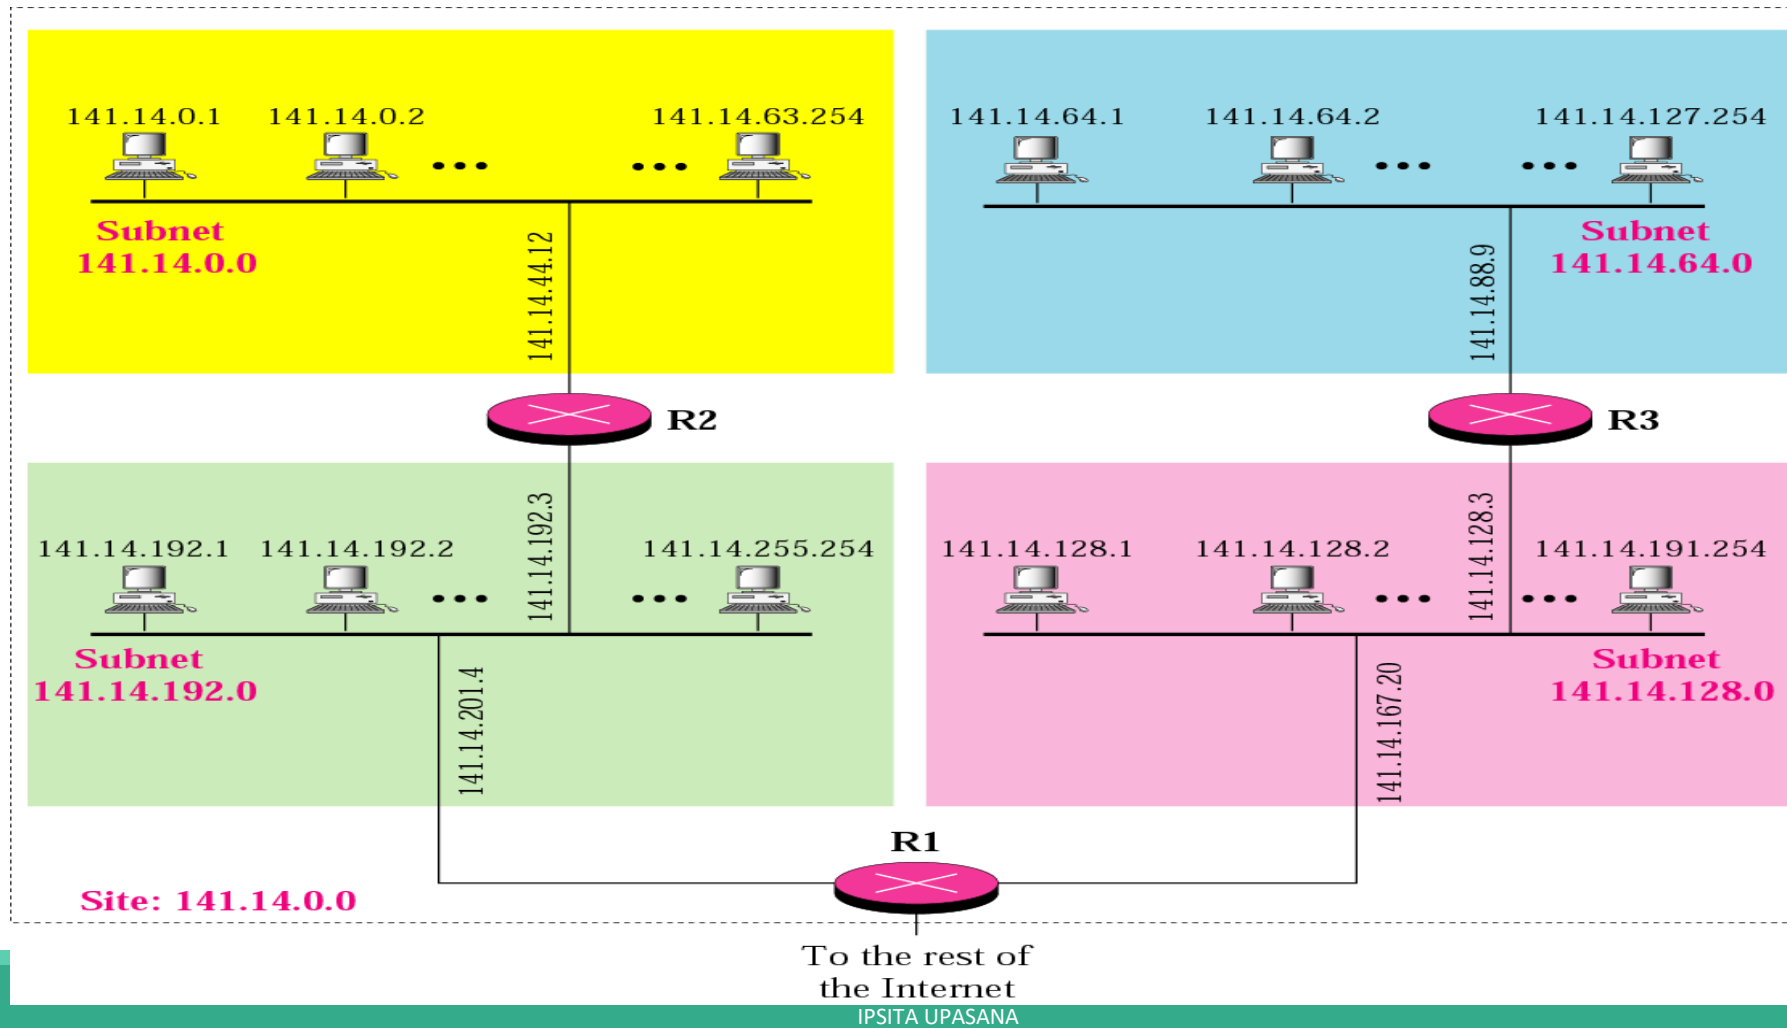 141.14.0.1 141.14.0.2 141.14.63.254
Subnet
141.14.0.0
141.14.44.12
141.14.64.1 141.14.64.2 141.14.127.254
Subnet
141.14.64.0
141.14.88.9
R2
R3
141.14.192.1 141.14.192.2 141.14.255.254
141.14.192.3
Subnet
141.14.192.0
141.14.201.4
141.14.128.1 141.14.128.2 141.14.191.254
141.14.128.3
Subnet
141.14.128.0
141.14.167.20
R1
Site: 141.14.0.0
To the rest of
the Internet
IPSITA UPASANA